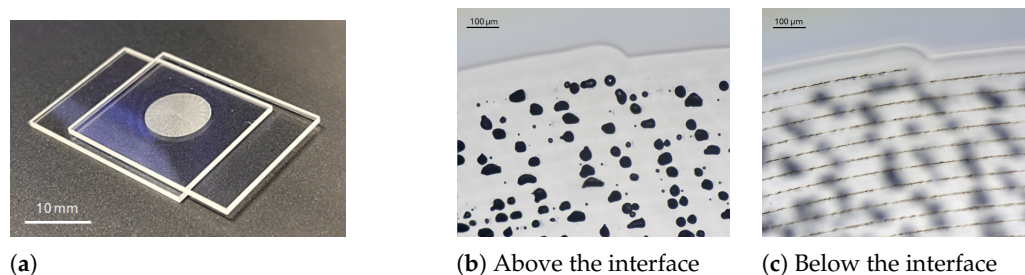 10 mm
100 µm
100 µm
(a)
(b) Above the interface
(c) Below the interface